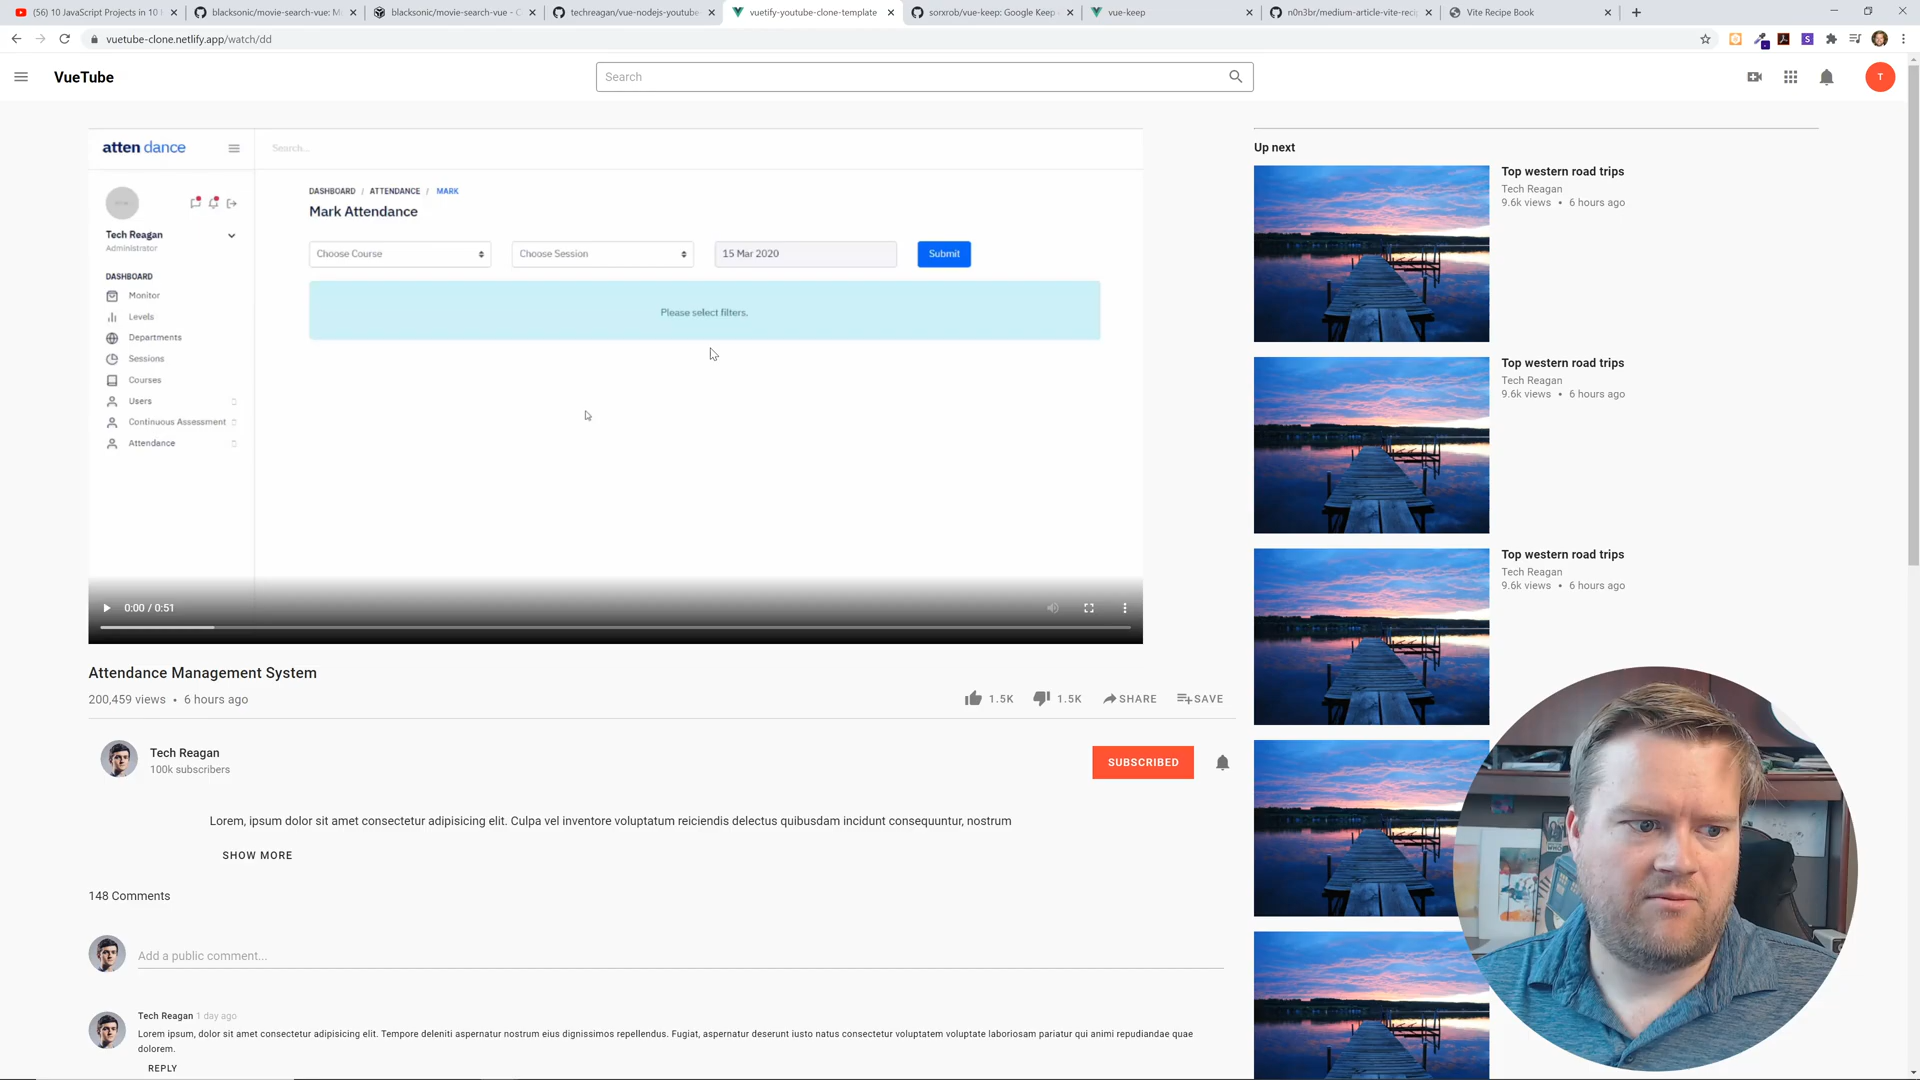 (56) 10 JavaScript Projects in 10 H
blacksonic/movie-search-vue: Mo
blacksonic/movie-search-vue - C
techreagan/vue-nodejs-youtube-
vuetify-youtube-clone-template
sorxrob/vue-keep: Google Keep
vue-keep
n0n3br/medium-article-vite-reci
Vite Recipe Book
vuetube-clone.netlify.app/watch/dd
VueTube
Search
T
attendance
Search...
DASHBOARD / ATTENDANCE / MARK
Mark Attendance
Tech Reagan
Administrator
Choose Course
Choose Session
15 Mar 2020
Submit
Please select filters.
DASHBOARD
Monitor
Levels
Departments
Sessions
Courses
Users
Continuous Assessment
Attendance
0:00 / 0:51
Attendance Management System
200,459 views • 6 hours ago
1.5K
1.5K
SHARE
SAVE
Tech Reagan
100k subscribers
SUBSCRIBED
Lorem, ipsum dolor sit amet consectetur adipisicing elit. Culpa vel inventore voluptatum reiciendis delectus quibusdam incidunt consequuntur, nostrum
SHOW MORE
148 Comments
Add a public comment...
Tech Reagan 1 day ago
Lorem ipsum, dolor sit amet consectetur adipisicing elit. Tempore deleniti aspernatur nostrum eius dignissimos repellendus. Fugiat, aspernatur deserunt iusto natus consectetur voluptatem voluptate laboriosam pariatur qui animi repudiandae quae
dolorem.
REPLY
Up next
Top western road trips
Tech Reagan
9.6k views • 6 hours ago
Top western road trips
Tech Reagan
9.6k views • 6 hours ago
Top western road trips
Tech Reagan
9.6k views • 6 hours ago